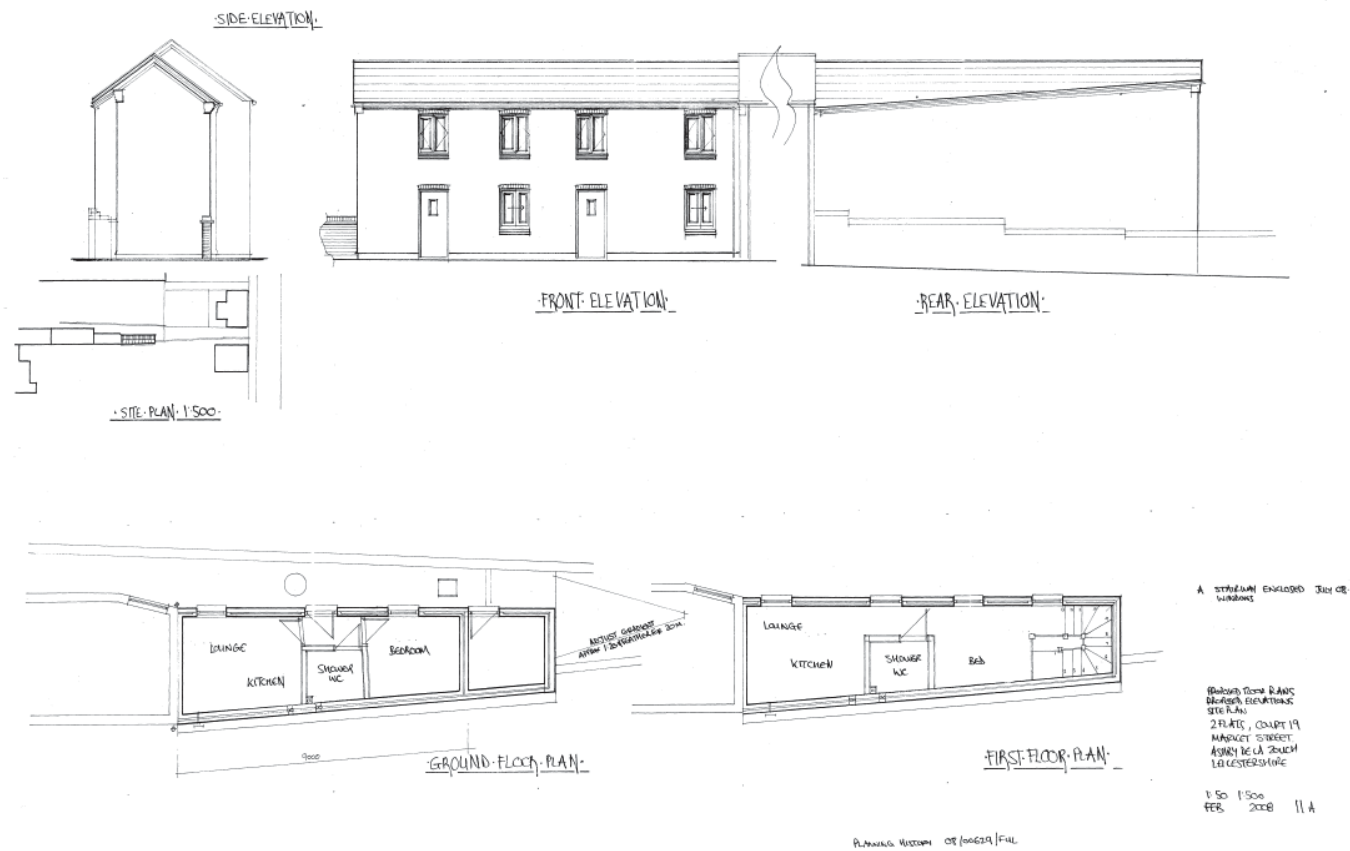 ·SIDE·ELEVATION·
·FRONT·ELEVATION·
·REAR·ELEVATION·
·SITE·PLAN·1:500·
LOUNGE
KITCHEN
SHOWER
WC
BEDROOM
ADJUST GRADIENT
APPROX 1:20
9000
·GROUND·FLOOR·PLAN·
LOUNGE
KITCHEN
SHOWER
WC
BED
·FIRST·FLOOR·PLAN·
A STAIRWAY ENCLOSED JULY 08·
WINDOWS
PROPOSED FLOOR PLANS
PROPOSED ELEVATIONS
SITE PLAN
2 FLATS, COURT 19
MARKET STREET
ASHBY DE LA ZOUCH
LEICESTERSHIRE
1:50 1:500
FEB 2008 11 A
PLANNING HISTORY 08/00629/FUL